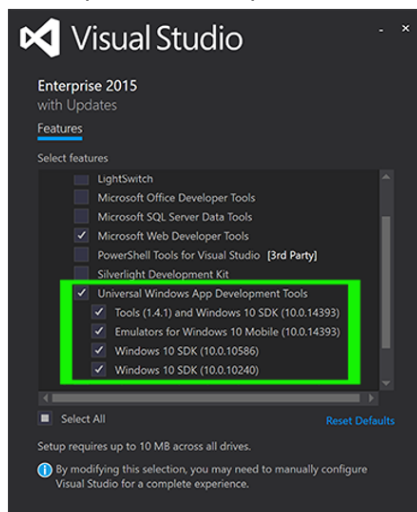 Visual Studio
Enterprise 2015
with Updates
Features
Select features
LightSwitch
Microsoft Office Developer Tools
Microsoft SQL Server Data Tools
Microsoft Web Developer Tools
PowerShell Tools for Visual Studio [3rd Party]
Silverlight Development Kit
Universal Windows App Development Tools
Tools (1.4.1) and Windows 10 SDK (10.0.14393)
Emulators for Windows 10 Mobile (10.0.14393)
Windows 10 SDK (10.0.10586)
Windows 10 SDK (10.0.10240)
Select All Reset Defaults
Setup requires up to 10 MB across all drives.
By modifying this selection, you may need to manually configure
Visual Studio for a complete experience.